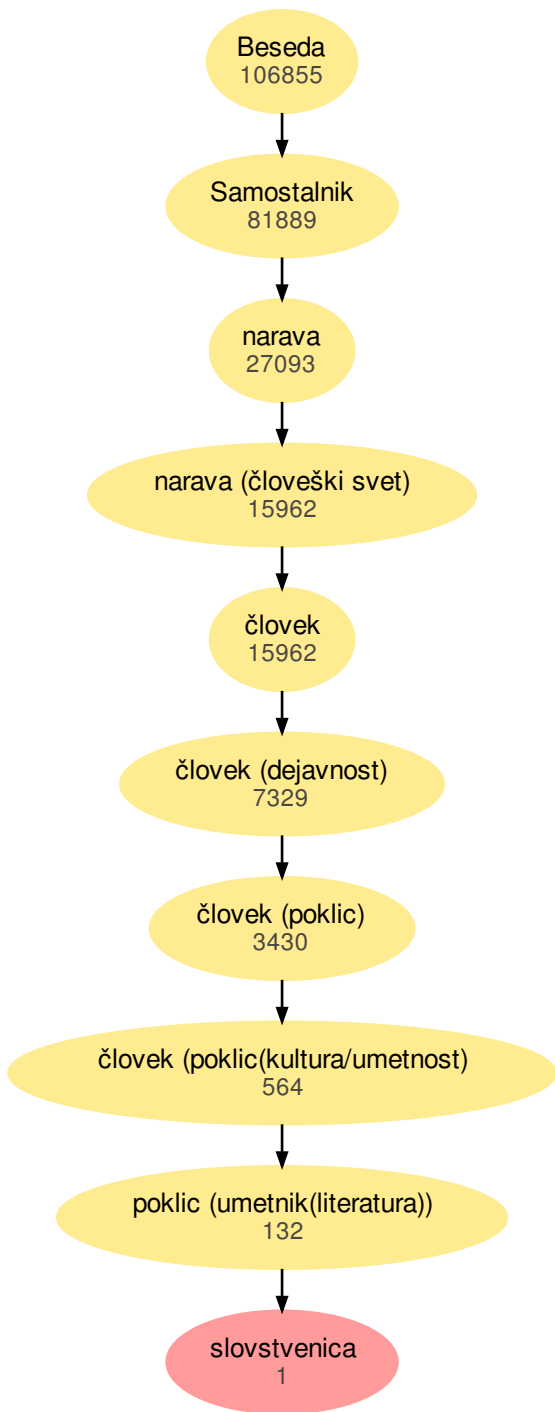 Beseda
106855
Samostalnik
81889
narava
27093
narava (človeški svet)
15962
človek
15962
človek (dejavnost)
7329
človek (poklic)
3430
človek (poklic(kultura/umetnost)
564
poklic (umetnik(literatura))
132
slovstvenica
1